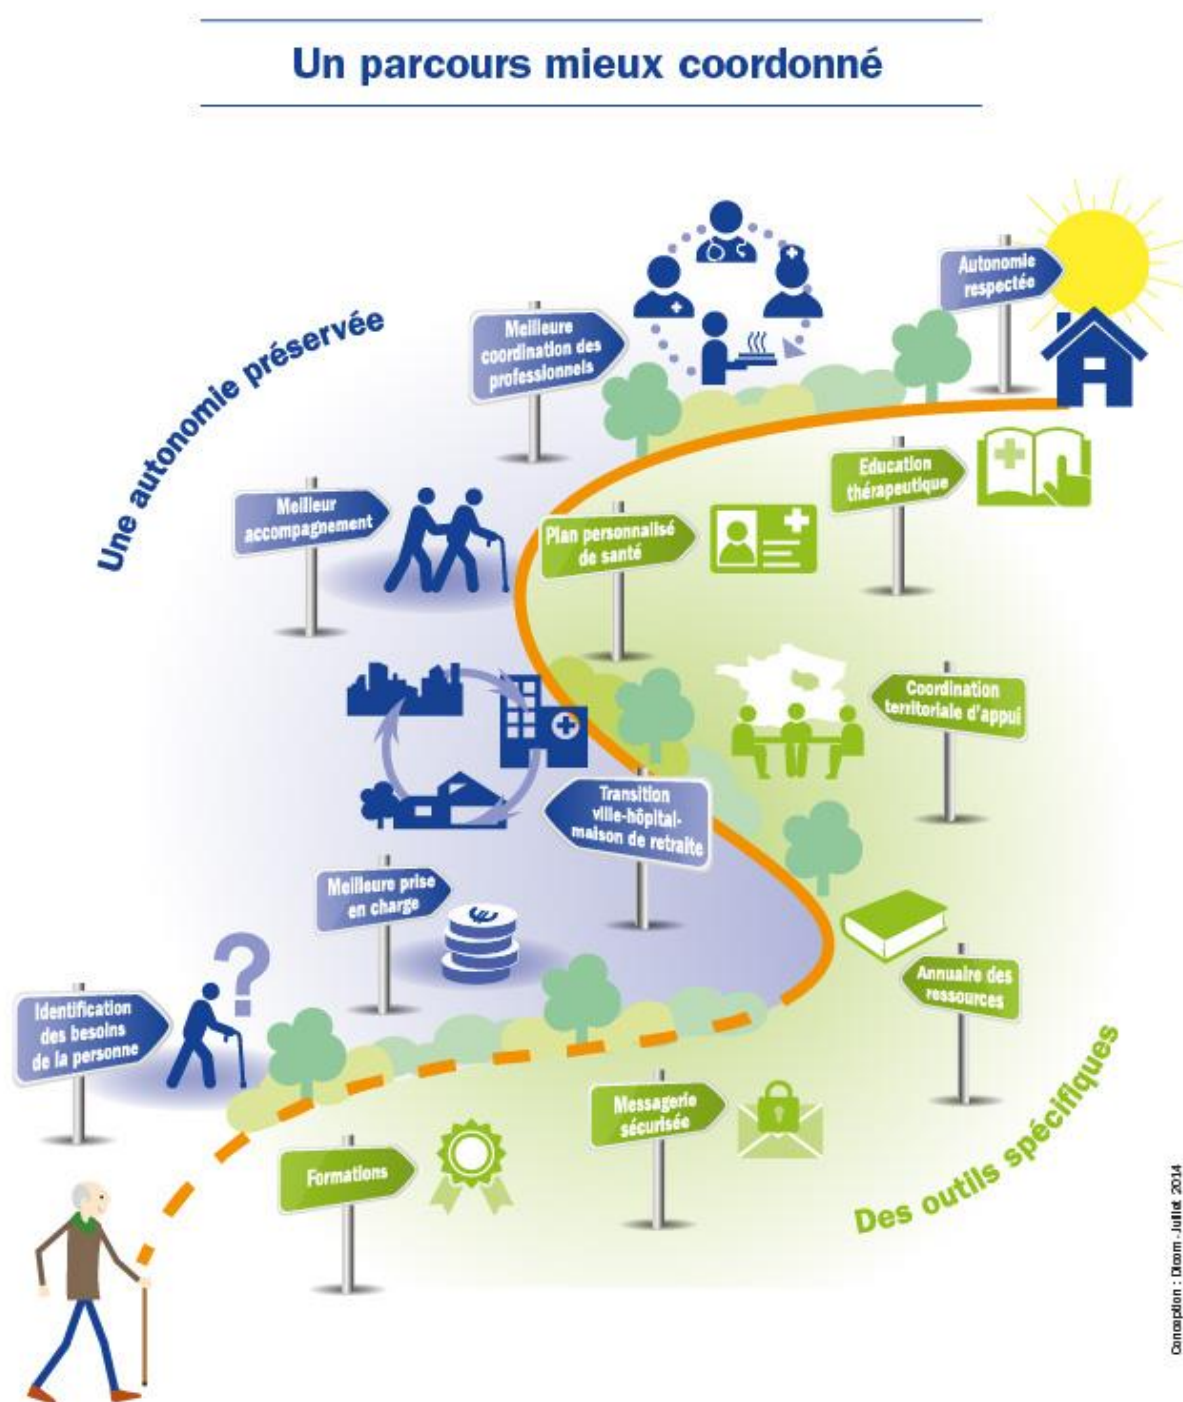 Un parcours mieux coordonné
Une autonomie préservée
Autonomie
respectée
Meilleure
coordination des
professionnels
Education
thérapeutique
Meilleur
accompagnement
Plan personnalisé
de santé
Coordination
territoriale d'appui
Transition
ville-hôpital-
maison de retraite
Meilleure prise
en charge
Annuaire des
ressources
Identification
des besoins
de la personne
Messagerie
sécurisée
Formations
Des outils spécifiques
Conception : Dicom - Juillet 2014